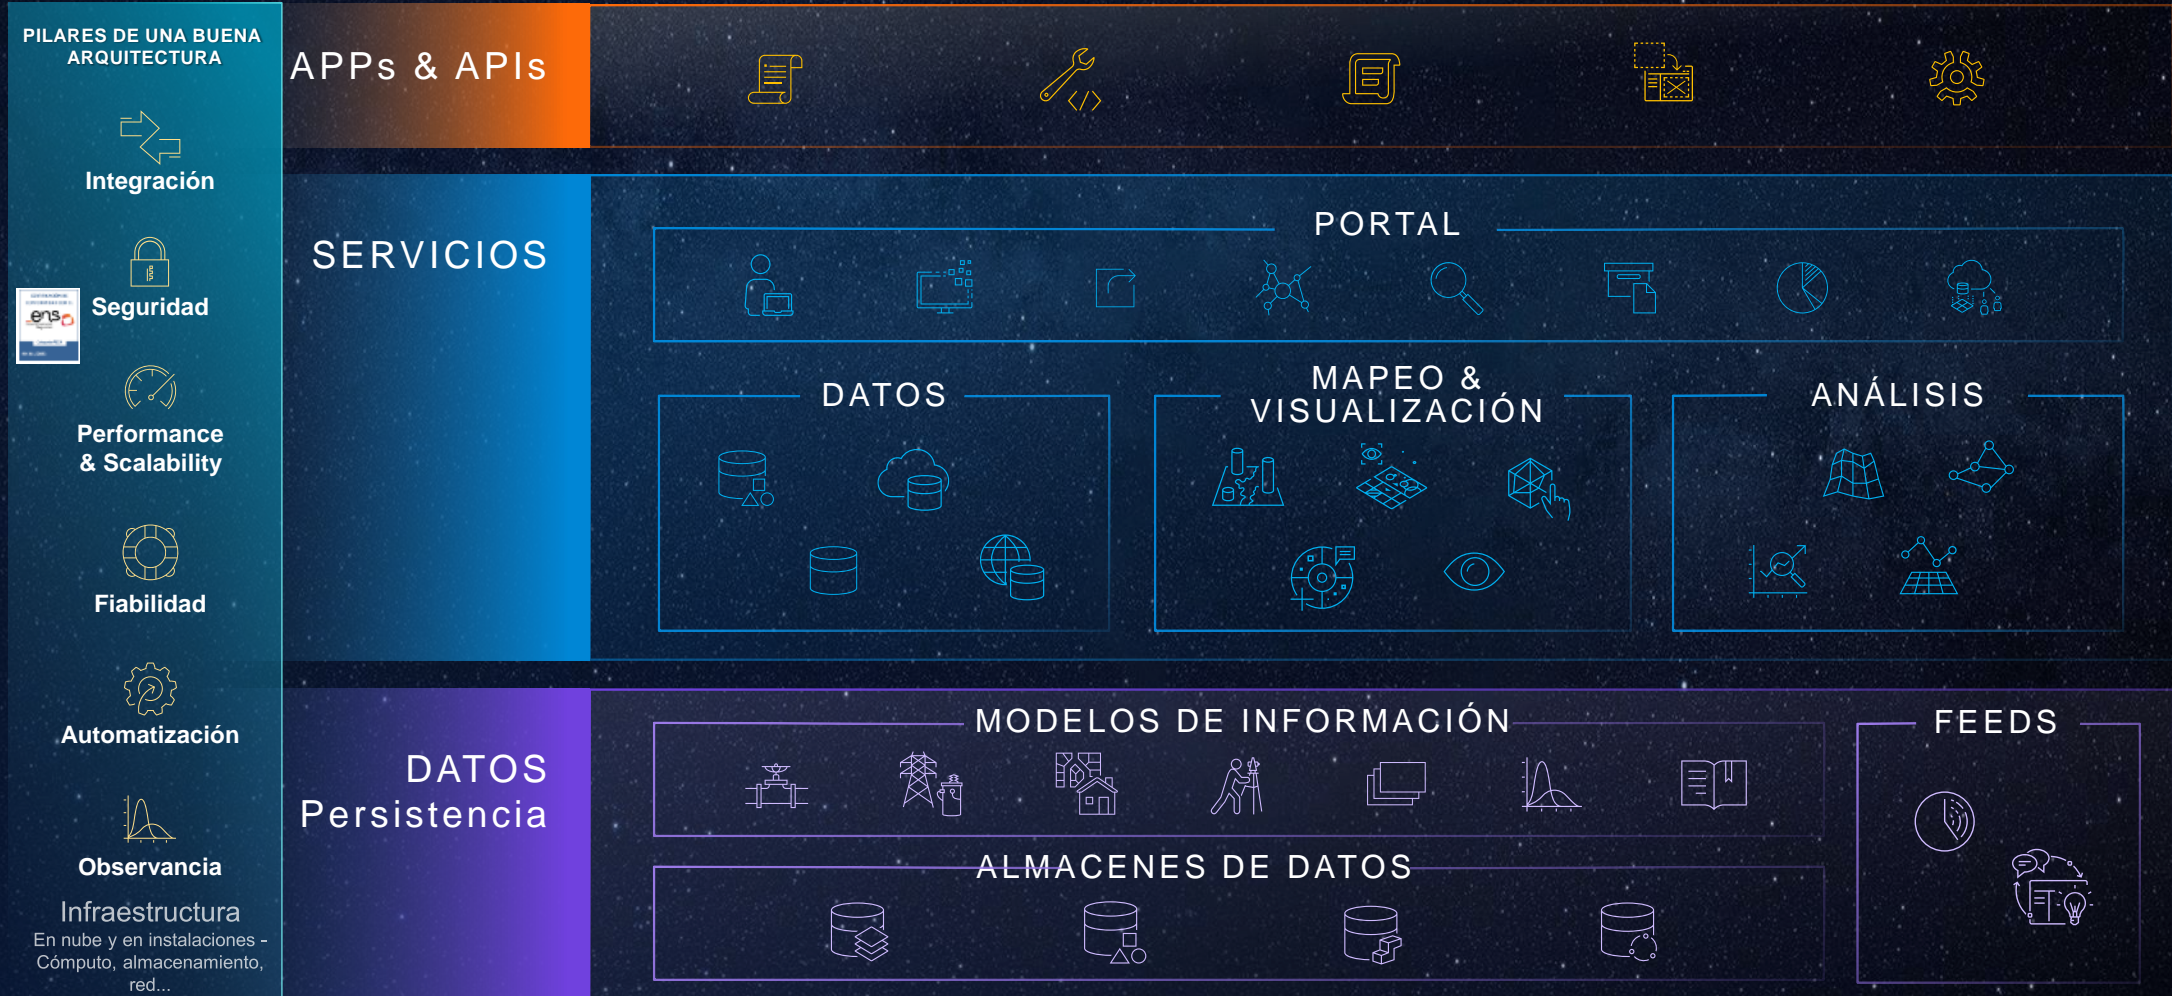 PILARES DE UNA BUENA
ARQUITECTURA
Integración
Seguridad
ens
Performance
& Scalability
Fiabilidad
Automatización
Observancia
Infraestructura
En nube y en instalaciones -
Cómputo, almacenamiento,
red...
APPs & APIs
SERVICIOS
PORTAL
DATOS
MAPEO &
VISUALIZACIÓN
ANÁLISIS
DATOS
Persistencia
MODELOS DE INFORMACIÓN
FEEDS
ALMACENES DE DATOS